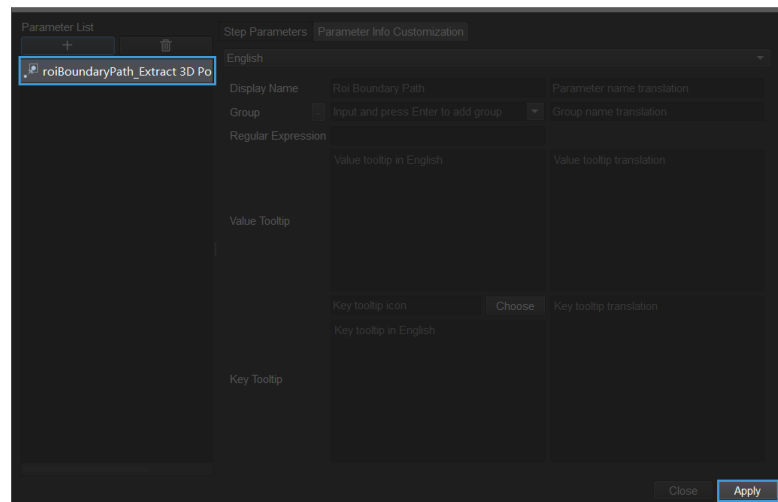 Parameter List
+
roiBoundaryPath_Extract 3D Po
Step Parameters Parameter Info Customization
English
Display Name Roi Boundary Path Parameter name translation
Group Input and press Enter to add group Group name translation
Regular Expression
Value tooltip in English Value tooltip translation
Value Tooltip
Key tooltip icon Choose Key tooltip translation
Key tooltip in English
Key Tooltip
Close Apply